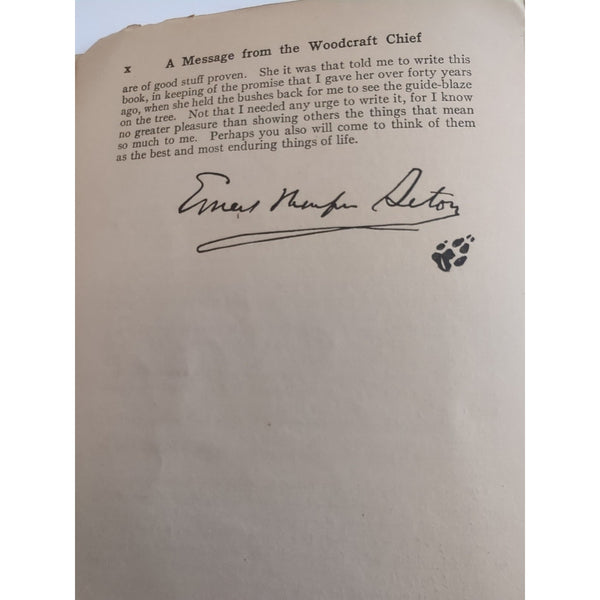 x A Message from the Woodcraft Chief
are of good stuff proven. She it was that told me to write this
book, in keeping of the promise that I gave her over forty years
ago, when she held the bushes back for me to see the guide-blaze
on the tree. Not that I needed any urge to write it, for I know
no greater pleasure than showing others the things that mean
so much to me. Perhaps you also will come to think of them
as the best and most enduring things of life.
Ernest Thompson Seton